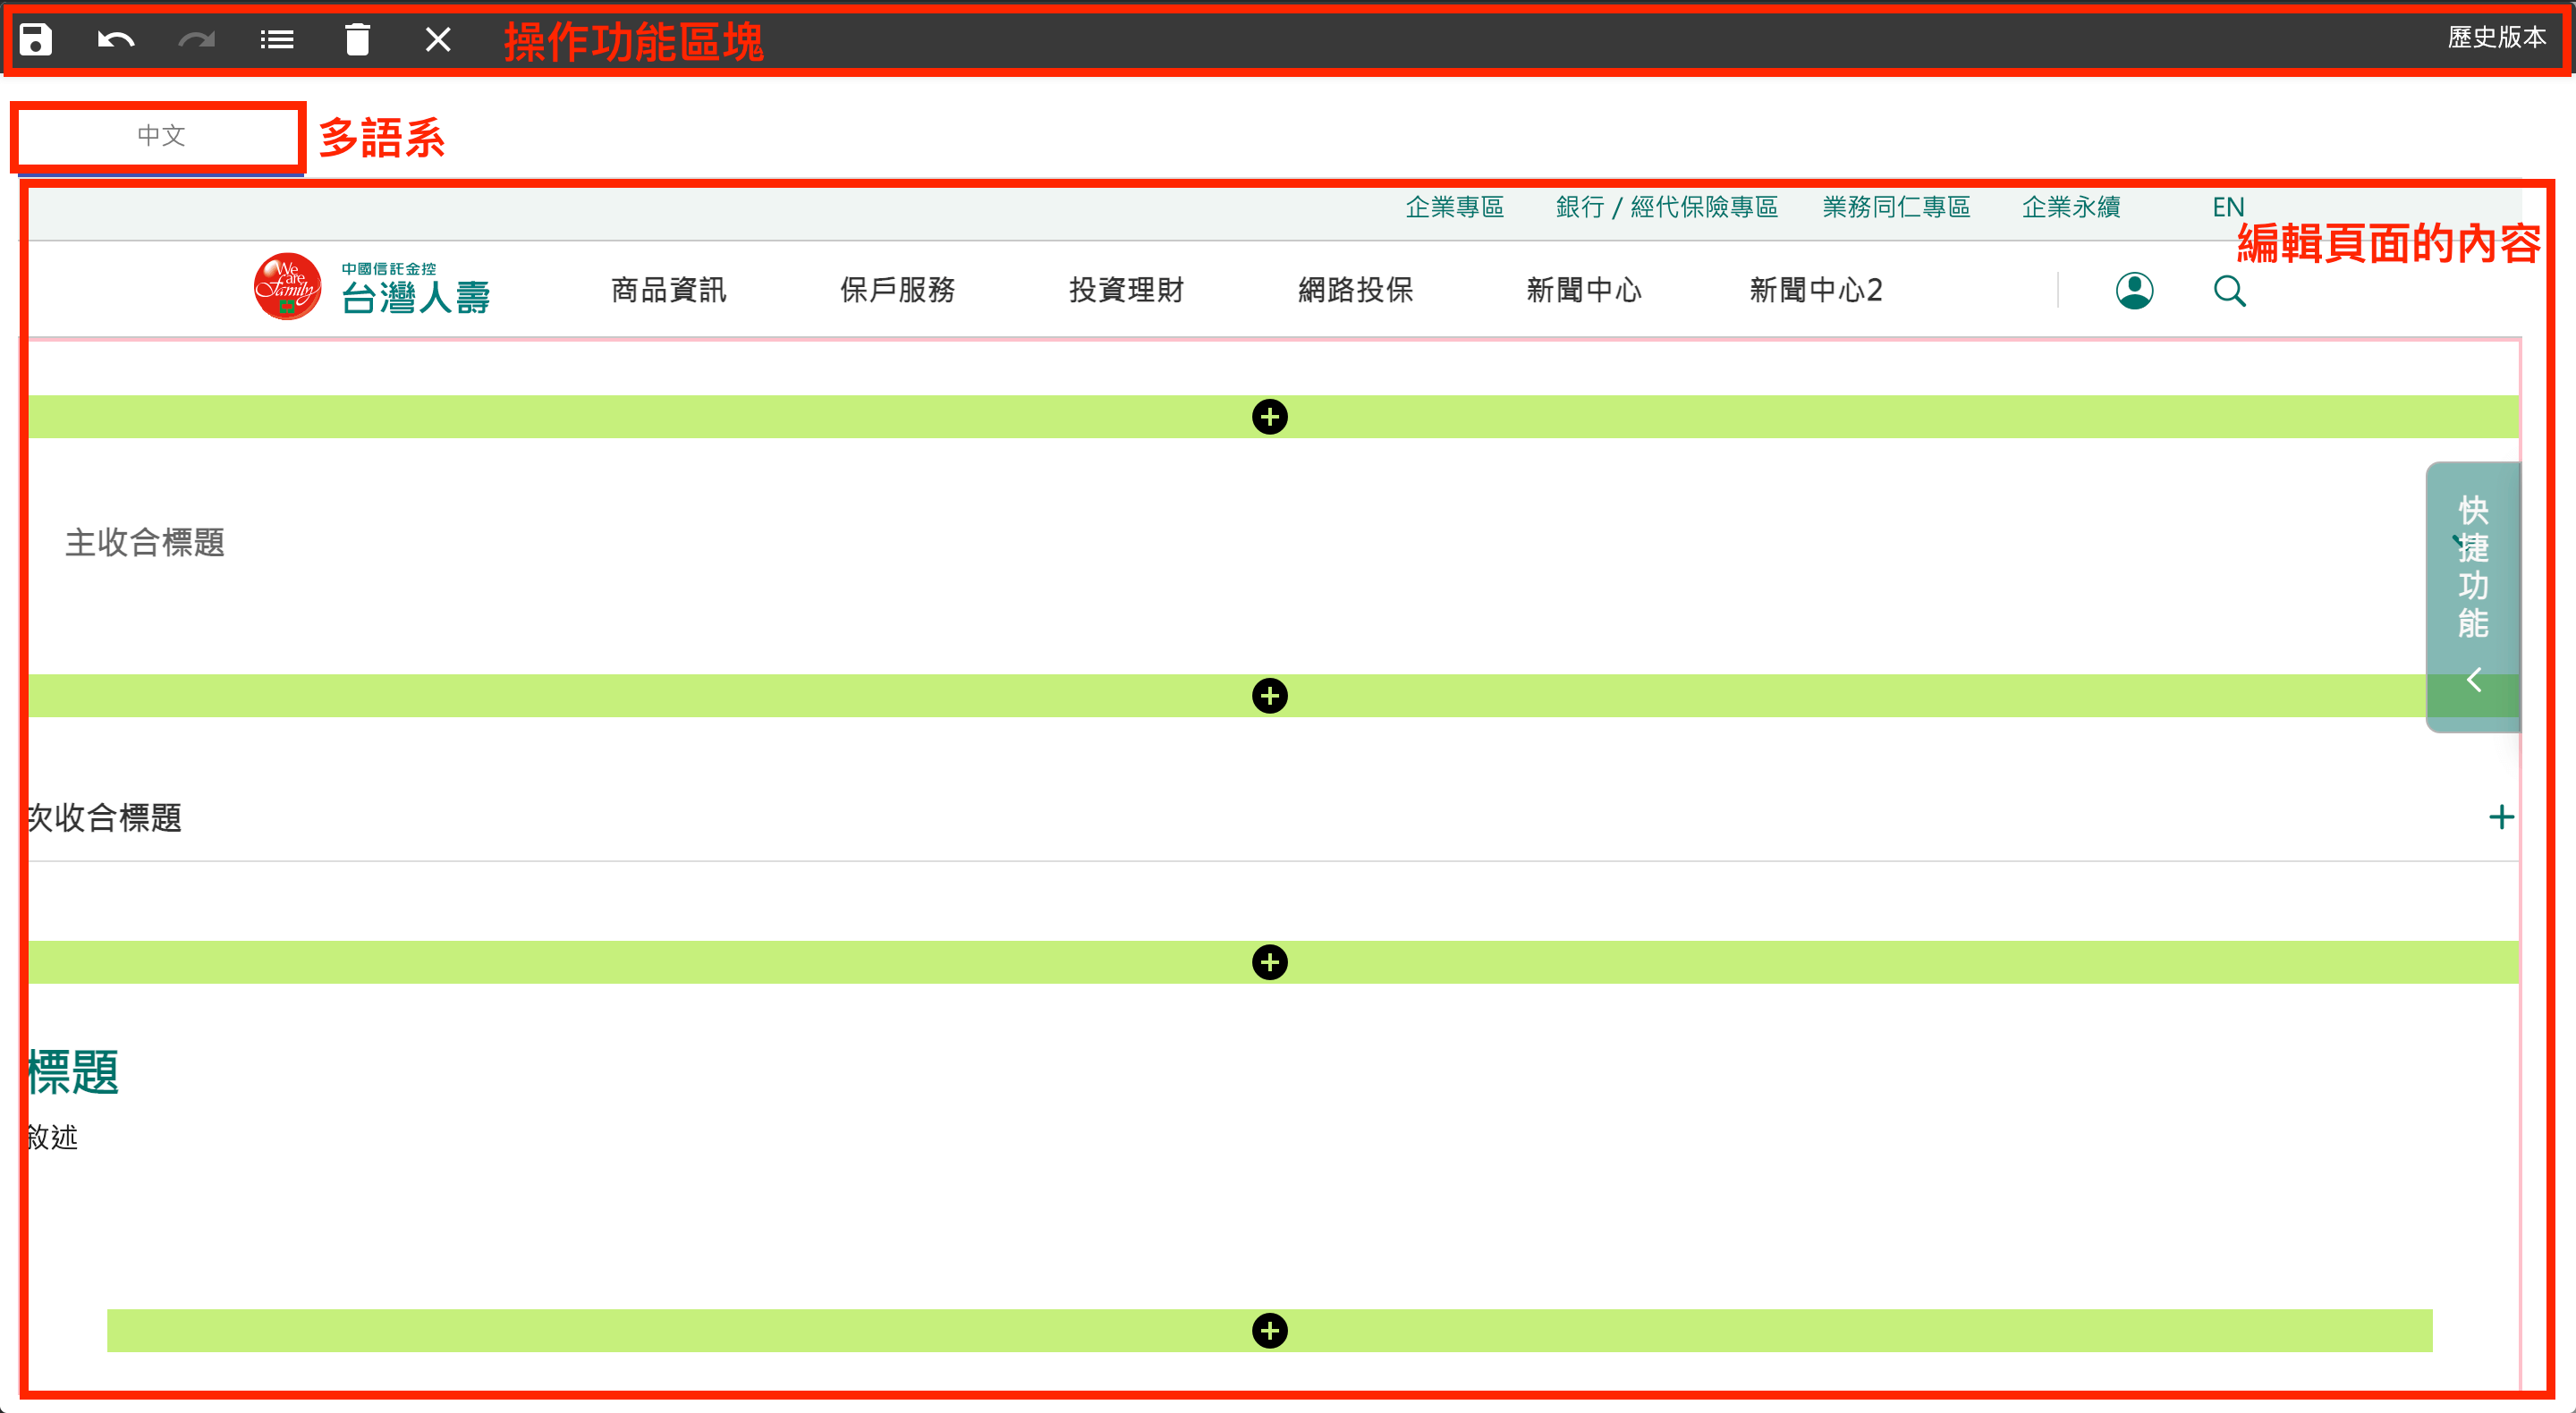 操作功能區塊
歷史版本
中文
多語系
企業專區
銀行 / 經代保險專區
業務同仁專區
企業永續
EN
編輯頁面的內容
We care Family
中國信託金控
台灣人壽
商品資訊
保戶服務
投資理財
網路投保
新聞中心
新聞中心2
主收合標題
快捷功能
次收合標題
標題
敘述